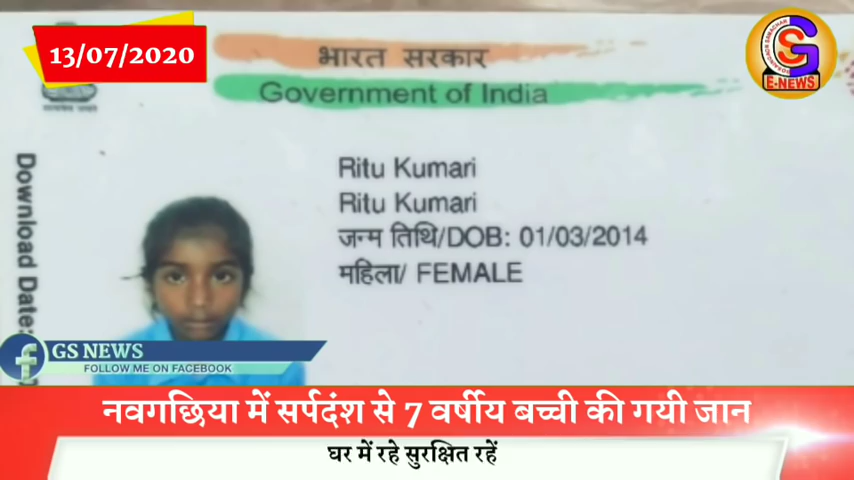 13/07/2020
भारत सरकार
Government of India
GS
E-NEWS
Download Date:
Ritu Kumari
Ritu Kumari
जन्म तिथि/DOB: 01/03/2014
महिला/ FEMALE
GS NEWS
FOLLOW ME ON FACEBOOK
नवगछिया में सर्पदंश से 7 वर्षीय बच्ची की गयी जान
घर में रहे सुरक्षित रहें